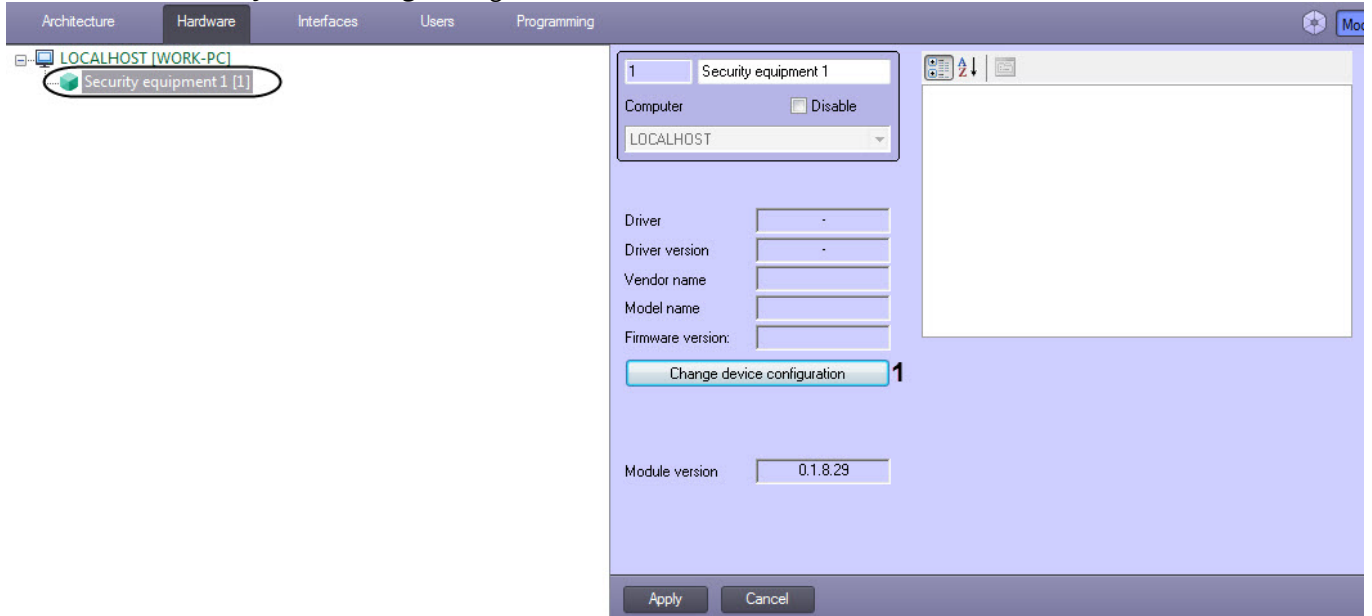 Architecture Hardware Interfaces Users Programming
LOCALHOST [WORK-PC]
Security equipment 1 [1]
1 Security equipment 1
Computer Disable
LOCALHOST
Driver -
Driver version -
Vendor name
Model name
Firmware version:
Change device configuration 1
Module version 0.1.8.29
Apply Cancel